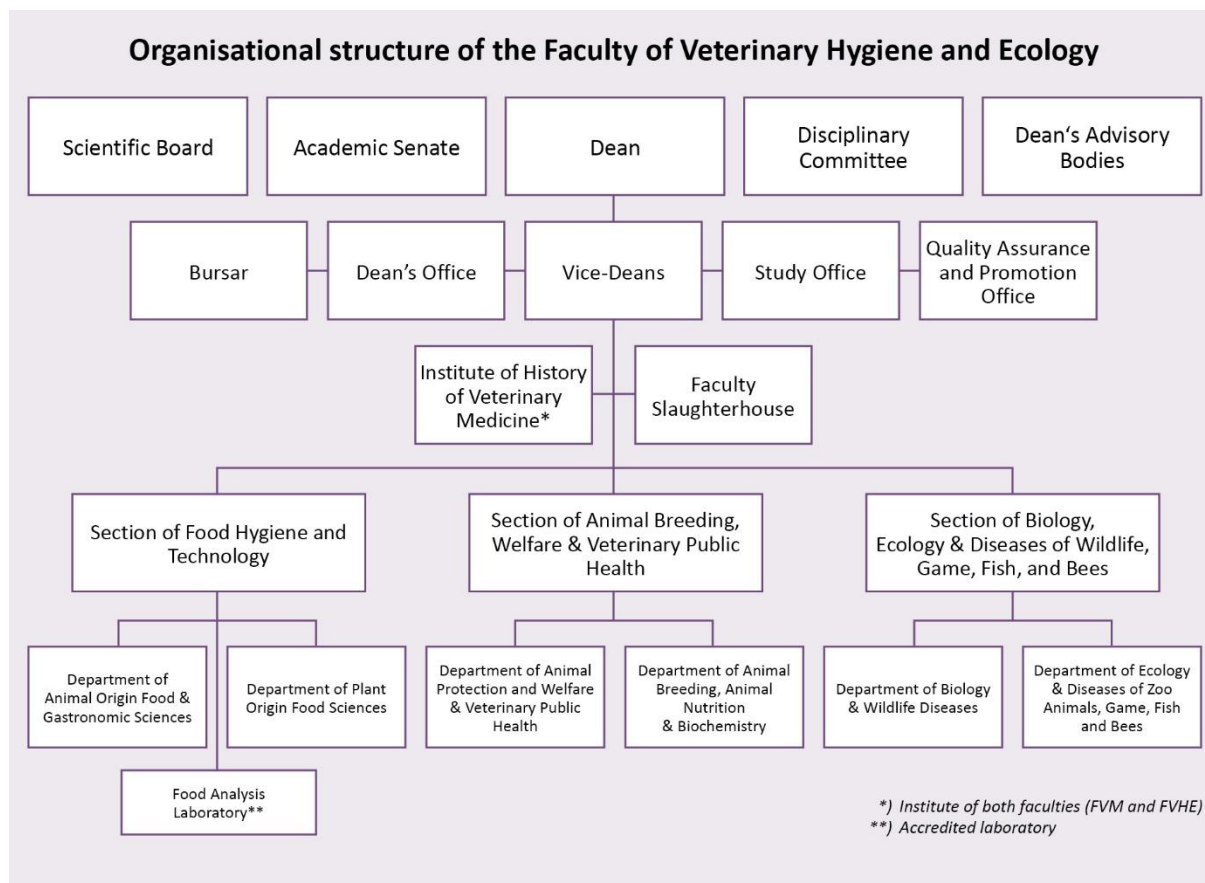 Organisational structure of the Faculty of Veterinary Hygiene and Ecology
Scientific Board
Academic Senate
Dean
Disciplinary
Committee
Dean‘s Advisory
Bodies
Bursar
Dean’s Office
Vice-Deans
Study Office
Quality Assurance
and Promotion
Office
Institute of History
of Veterinary
Medicine*
Faculty
Slaughterhouse
Section of Food Hygiene and
Technology
Section of Animal Breeding,
Welfare & Veterinary Public
Health
Section of Biology,
Ecology & Diseases of Wildlife,
Game, Fish, and Bees
Department of
Animal Origin Food &
Gastronomic Sciences
Department of Plant
Origin Food Sciences
Department of Animal
Protection and Welfare
& Veterinary Public
Health
Department of Animal
Breeding, Animal
Nutrition
& Biochemistry
Department of Biology
& Wildlife Diseases
Department of Ecology
& Diseases of Zoo
Animals, Game, Fish
and Bees
Food Analysis
Laboratory**
*) Institute of both faculties (FVM and FVHE)
**) Accredited laboratory